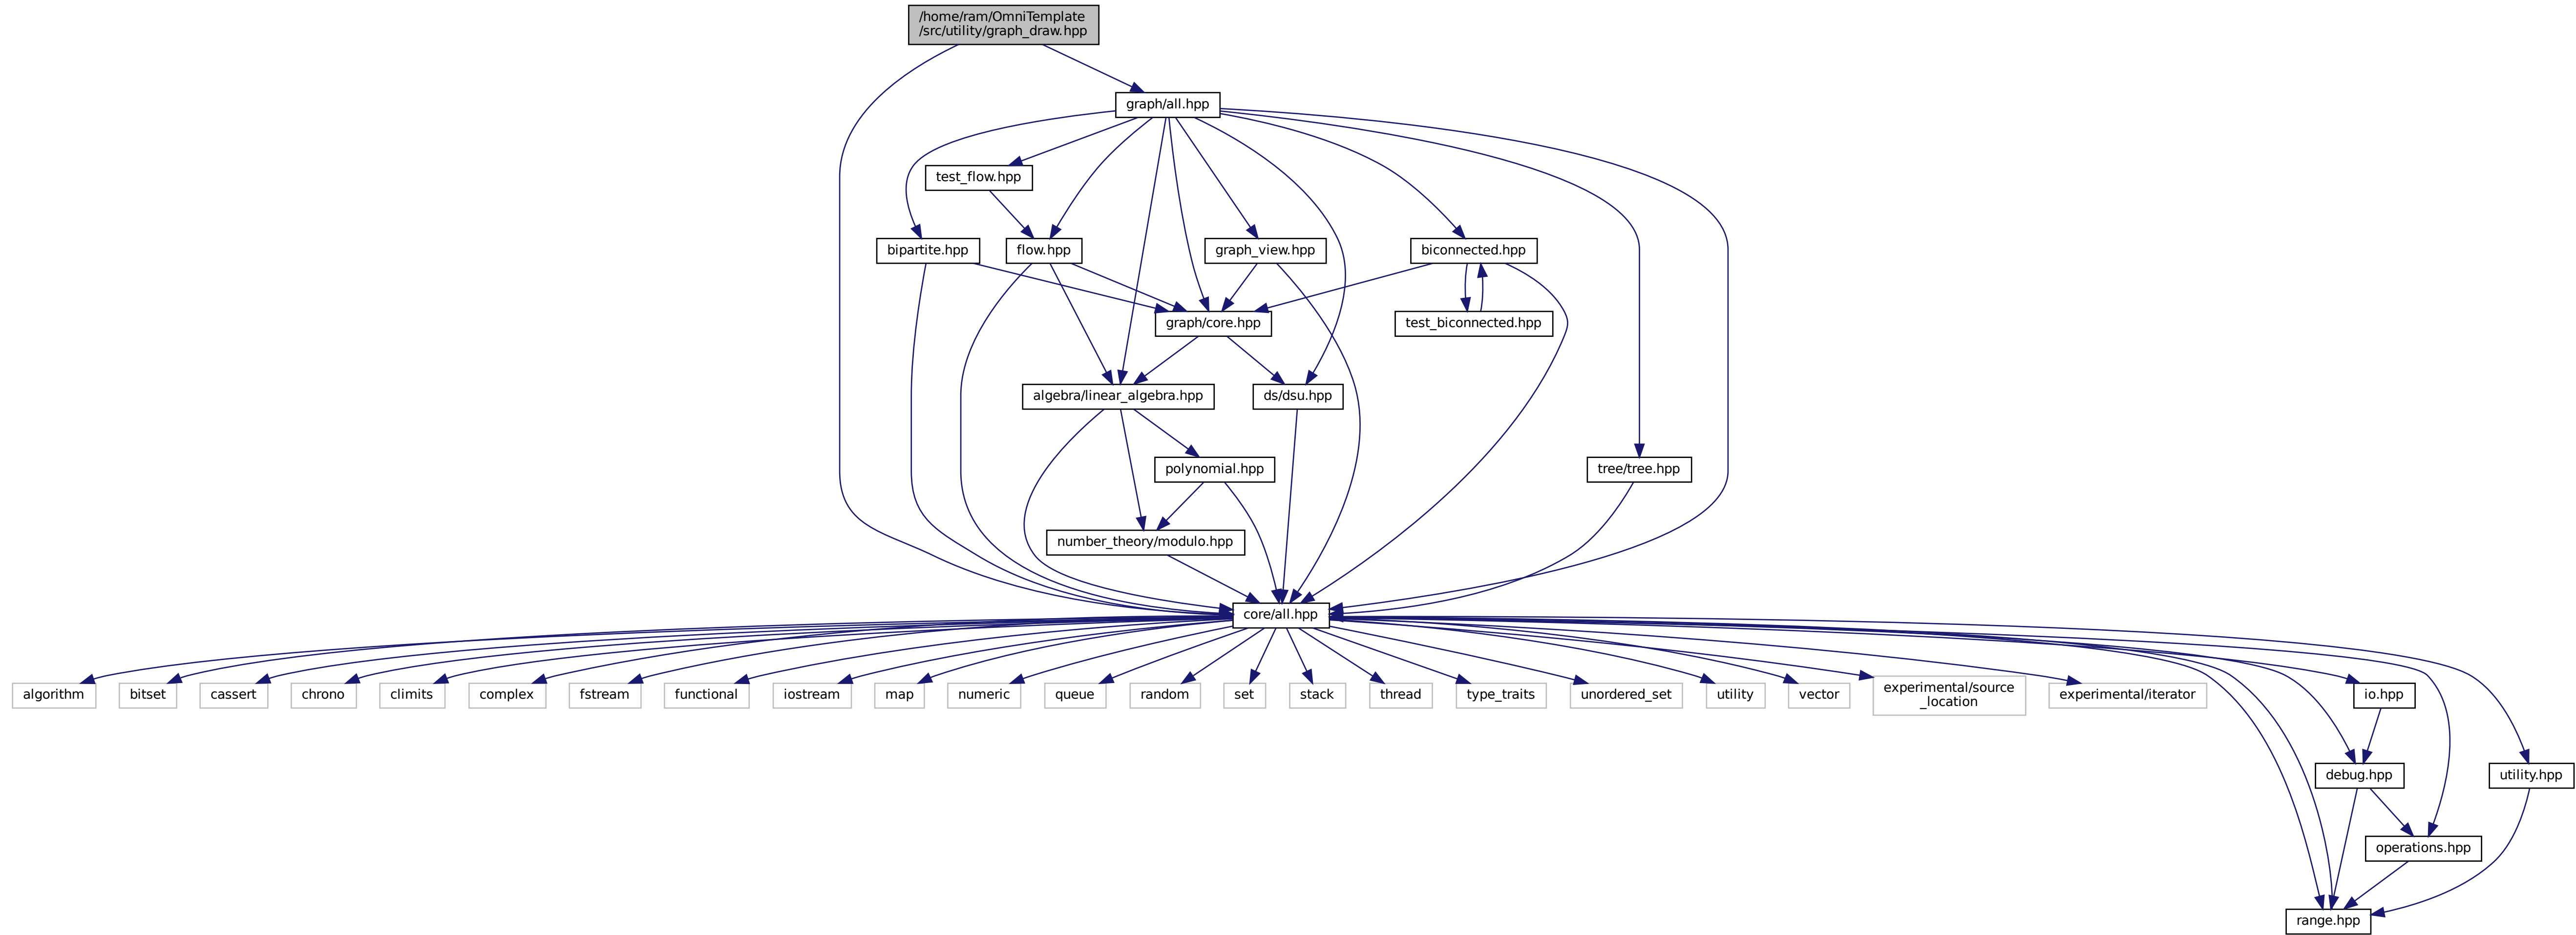 /home/ram/OmniTemplate
/src/utility/graph_draw.hpp
graph/all.hpp
test_flow.hpp
bipartite.hpp
flow.hpp
graph_view.hpp
biconnected.hpp
graph/core.hpp
test_biconnected.hpp
algebra/linear_algebra.hpp
ds/dsu.hpp
polynomial.hpp
tree/tree.hpp
number_theory/modulo.hpp
core/all.hpp
algorithm
bitset
cassert
chrono
climits
complex
fstream
functional
iostream
map
numeric
queue
random
set
stack
thread
type_traits
unordered_set
utility
vector
experimental/source
_location
experimental/iterator
io.hpp
debug.hpp
utility.hpp
operations.hpp
range.hpp